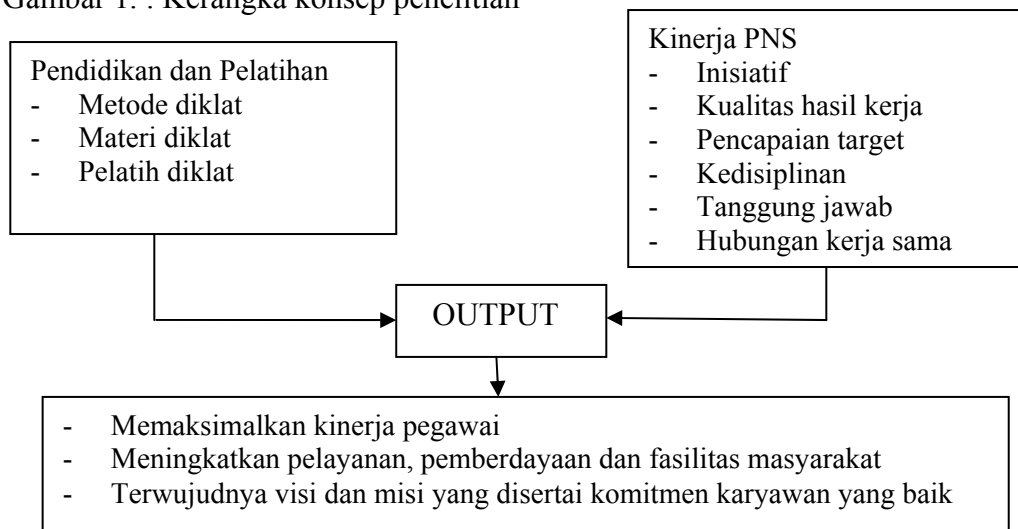 Gambar 1. : Kerangka konsep penelitian
Pendidikan dan Pelatihan
- Metode diklat
- Materi diklat
- Pelatih diklat
Kinerja PNS
- Inisiatif
- Kualitas hasil kerja
- Pencapaian target
- Kedisiplinan
- Tanggung jawab
- Hubungan kerja sama
OUTPUT
- Memaksimalkan kinerja pegawai
- Meningkatkan pelayanan, pemberdayaan dan fasilitas masyarakat
- Terwujudnya visi dan misi yang disertai komitmen karyawan yang baik